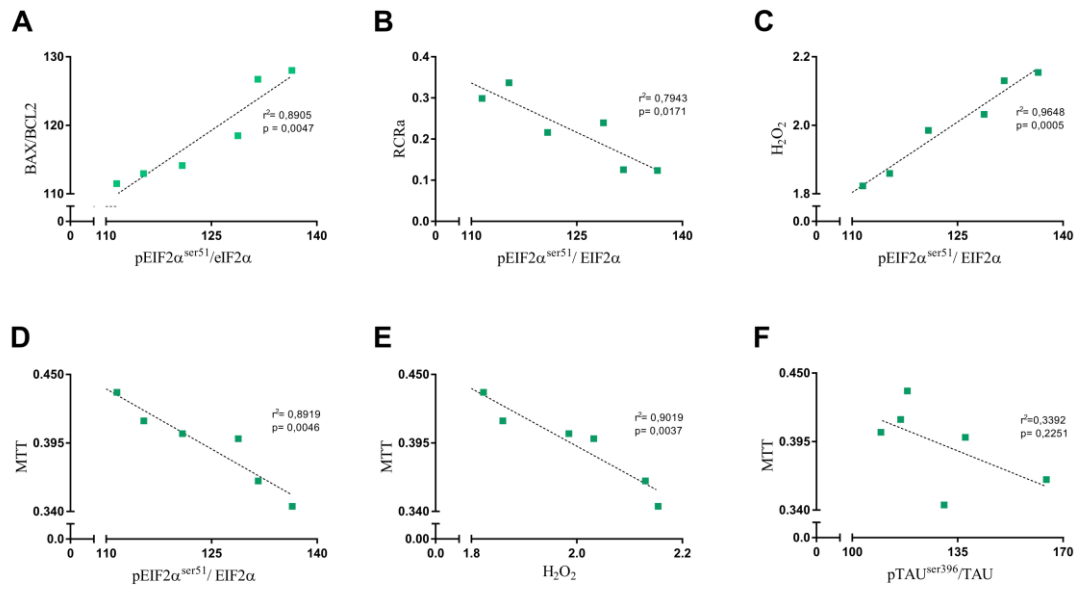 A
130
120
110
0
BAX/BCL2
r²= 0,8905
p = 0,0047
0
110
125
140
pEIF2α^ser51/eIF2α
B
0.4
0.3
0.2
0.1
0.0
RCRa
r²= 0,7943
p= 0,0171
0
110
125
140
pEIF2α^ser51/ EIF2α
C
2.2
2.0
1.8
0
H₂O₂
r²= 0,9648
p= 0,0005
0
110
125
140
pEIF2α^ser51/ EIF2α
D
0.450
0.395
0.340
0.00
MTT
r²= 0,8919
p= 0,0046
0
110
125
140
pEIF2α^ser51/ EIF2α
E
0.450
0.395
0.340
0.00
MTT
r²= 0,9019
p= 0,0037
0.0
1.8
2.0
2.2
H₂O₂
F
0.450
0.395
0.340
0.00
MTT
r²=0,3392
p= 0,2251
0
100
135
170
pTAU^ser396/TAU